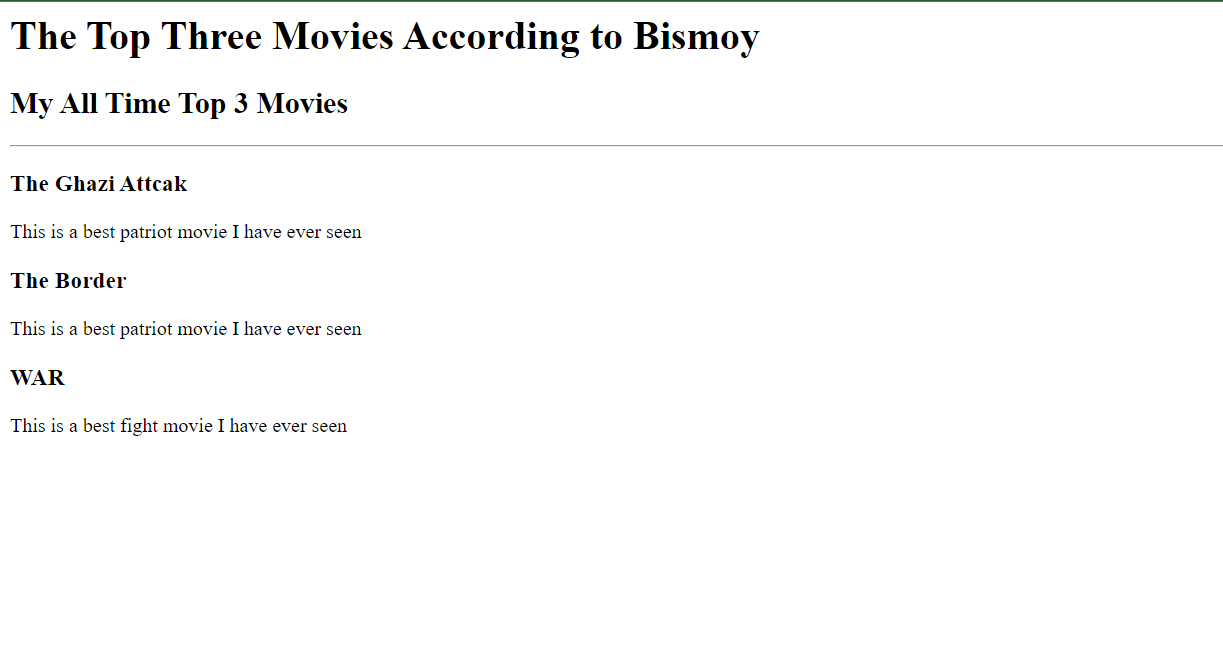 The Top Three Movies According to Bismoy
My All Time Top 3 Movies
The Ghazi Attcak
This is a best patriot movie I have ever seen
The Border
This is a best patriot movie I have ever seen
WAR
This is a best fight movie I have ever seen